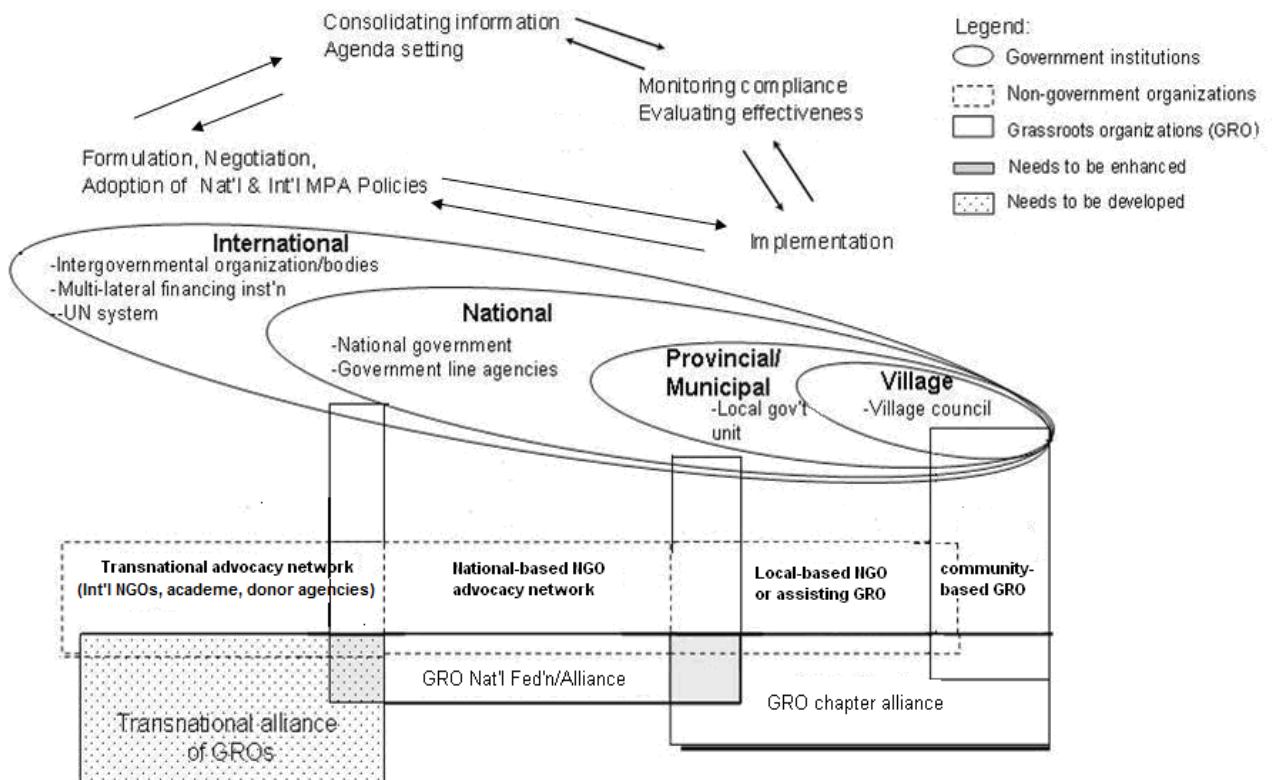 Consolidating information
Agenda setting
Monitoring compliance
Evaluating effectiveness
Formulation, Negotiation,
Adoption of Nat'l & Int'l MPA Policies
Implementation
Legend:
Government institutions
Non-government organizations
Grassroots organizations (GRO)
Needs to be enhanced
Needs to be developed
International
-Intergovernmental organization/bodies
-Multi-lateral financing inst'n
--UN system
National
-National government
-Government line agencies
Provincial/
Municipal
-Local gov't
unit
Village
-Village council
Transnational advocacy network
(Int'l NGOs, academe, donor agencies)
National-based NGO
advocacy network
Local-based NGO
or assisting GRO
community-
based GRO
GRO Nat'l Fed'n/Alliance
GRO chapter alliance
Transnational alliance
of GROs